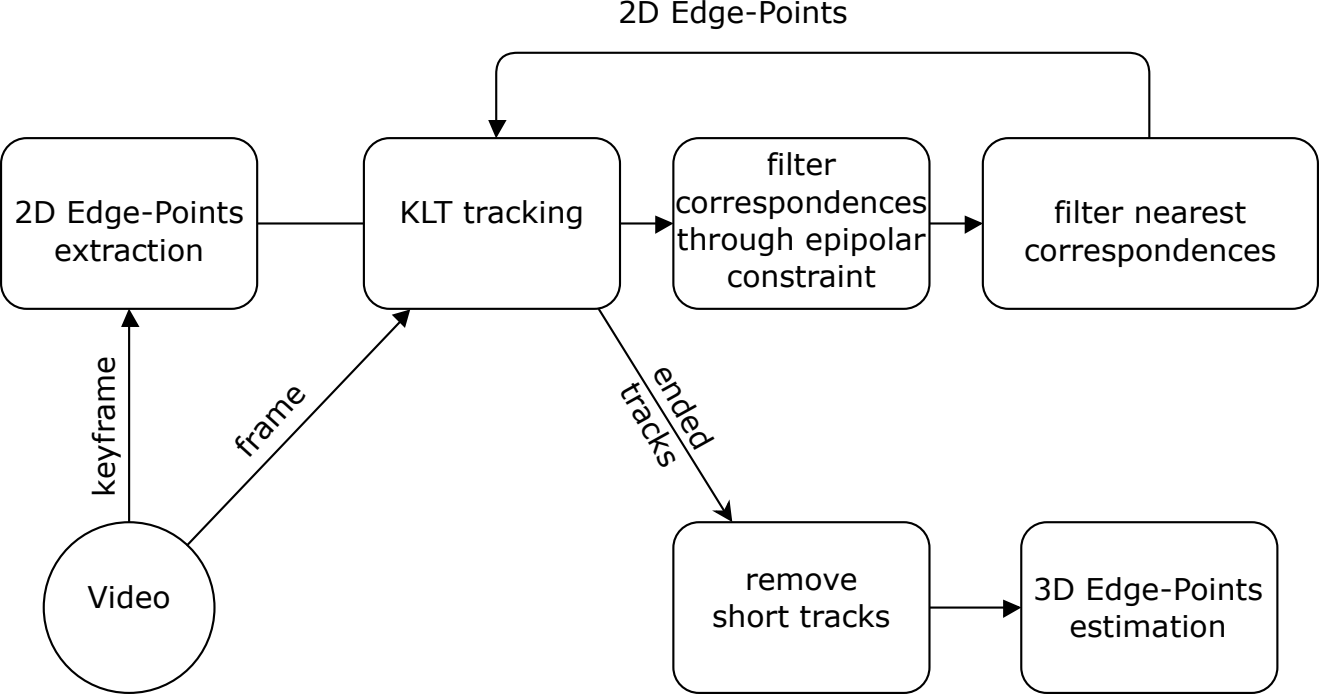 2D Edge-Points
2D Edge-Points
extraction
KLT tracking
filter
correspondences
through epipolar
constraint
filter nearest
correspondences
keyframe
frame
ended
tracks
Video
remove
short tracks
3D Edge-Points
estimation